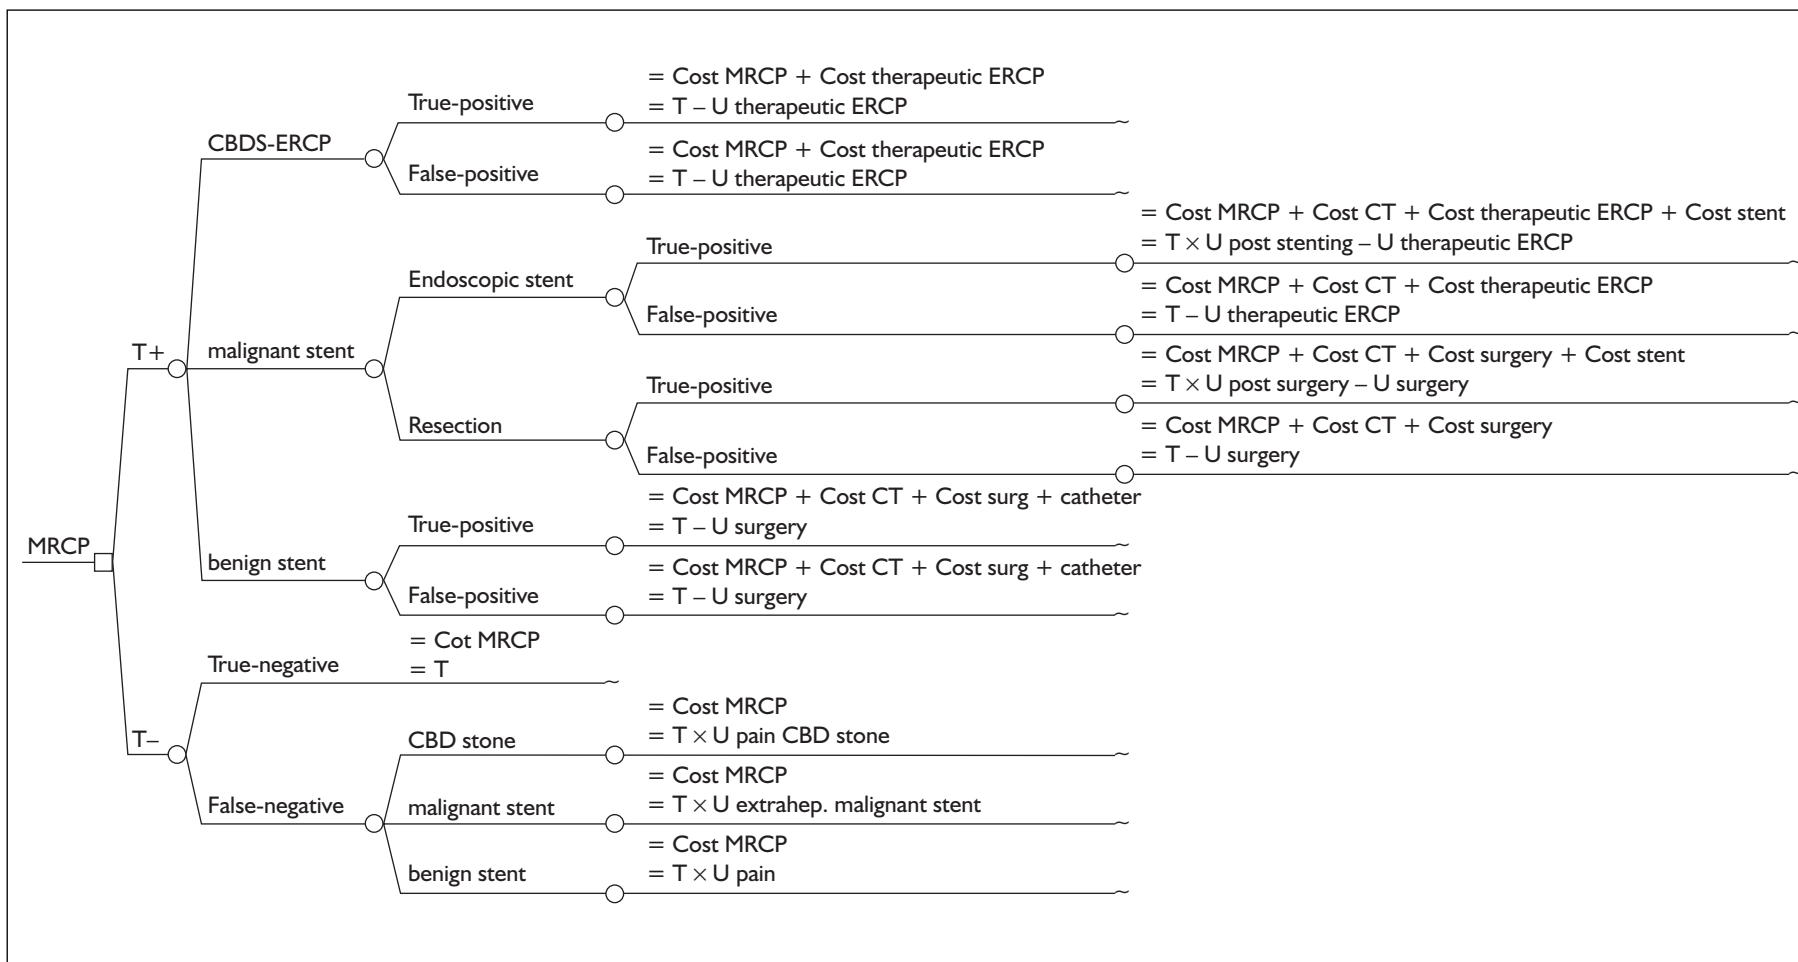 = Cost MRCP + Cost therapeutic ERCP
True-positive
= T – U therapeutic ERCP
CBDS-ERCP
= Cost MRCP + Cost therapeutic ERCP
False-positive
= T – U therapeutic ERCP
= Cost MRCP + Cost CT + Cost therapeutic ERCP + Cost stent
True-positive
= T × U post stenting – U therapeutic ERCP
Endoscopic stent
= Cost MRCP + Cost CT + Cost therapeutic ERCP
False-positive
= T – U therapeutic ERCP
T+
malignant stent
= Cost MRCP + Cost CT + Cost surgery + Cost stent
True-positive
= T × U post surgery – U surgery
Resection
= Cost MRCP + Cost CT + Cost surgery
False-positive
= T – U surgery
= Cost MRCP + Cost CT + Cost surg + catheter
True-positive
= T – U surgery
MRCP
benign stent
= Cost MRCP + Cost CT + Cost surg + catheter
False-positive
= T – U surgery
= Cot MRCP
True-negative
= T
T–
= Cost MRCP
CBD stone
= T × U pain CBD stone
False-negative
= Cost MRCP
malignant stent
= T × U extrahep. malignant stent
= Cost MRCP
benign stent
= T × U pain